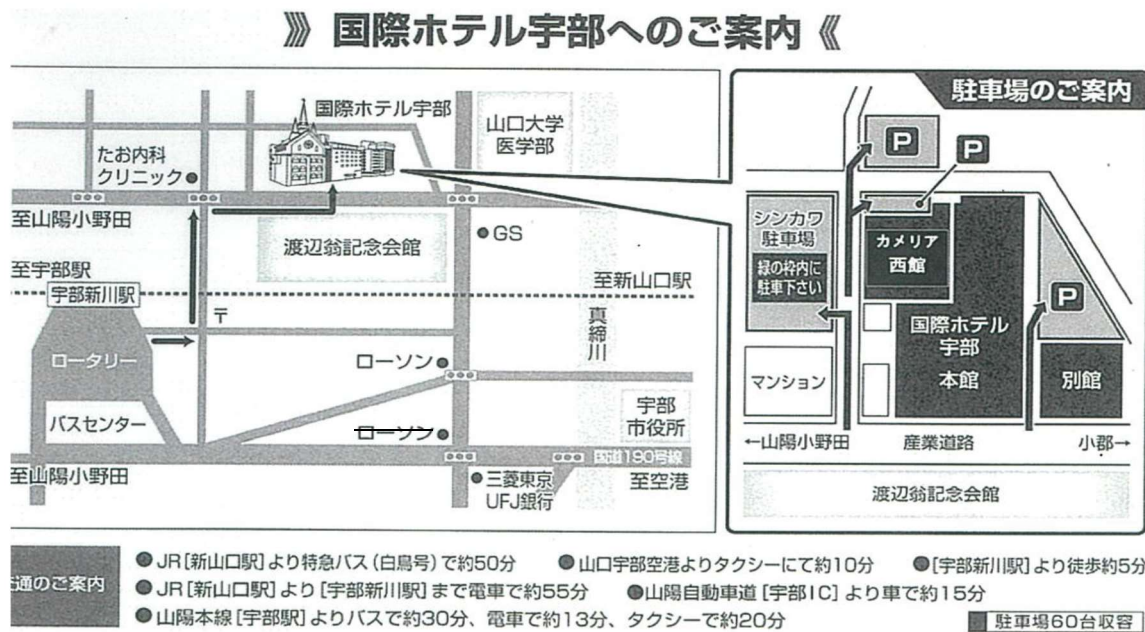 国際ホテル宇部へのご案内
国際ホテル宇部
山口大学
医学部
たお内科
クリニック
至山陽小野田
渡辺翁記念会館
GS
至宇部駅
至新山口駅
宇部新川駅
〒
真締川
ロータリー
ローソン
バスセンター
ローソン
宇部
市役所
国道190号線
至山陽小野田
三菱東京
UFJ銀行
至空港
駐車場のご案内
P
P
シンカワ
駐車場
緑の枠内に
駐車下さい
カメリア
西館
P
国際ホテル
宇部
本館
マンション
別館
←山陽小野田
産業道路
小郡→
渡辺翁記念会館
通のご案内
●JR[新山口駅]より特急バス(白鳥号)で約50分 ●山口宇部空港よりタクシーにて約10分 ●[宇部新川駅]より徒歩約5分
●JR[新山口駅]より[宇部新川駅]まで電車で約55分 ●山陽自動車道[宇部IC]より車で約15分
●山陽本線[宇部駅]よりバスで約30分、電車で約13分、タクシーで約20分
駐車場60台収容